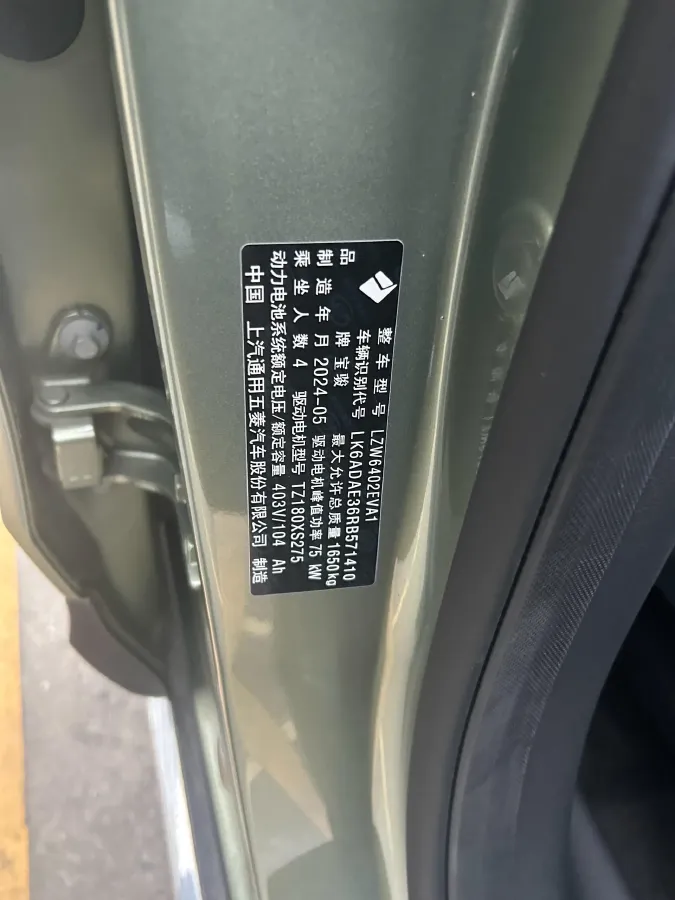 整车型号 LZW6402EVA1
车辆识别代号 LK6ADAE36RB571410
品牌 宝骏 最大允许总质量 1650kg
制造年月 2024-05 驱动电机峰值功率 75 kW
乘坐人数 4 驱动电机型号 TZ180XS275
动力电池系统额定电压/额定容量 403V/104 Ah
中国 上汽通用五菱汽车股份有限公司 制造